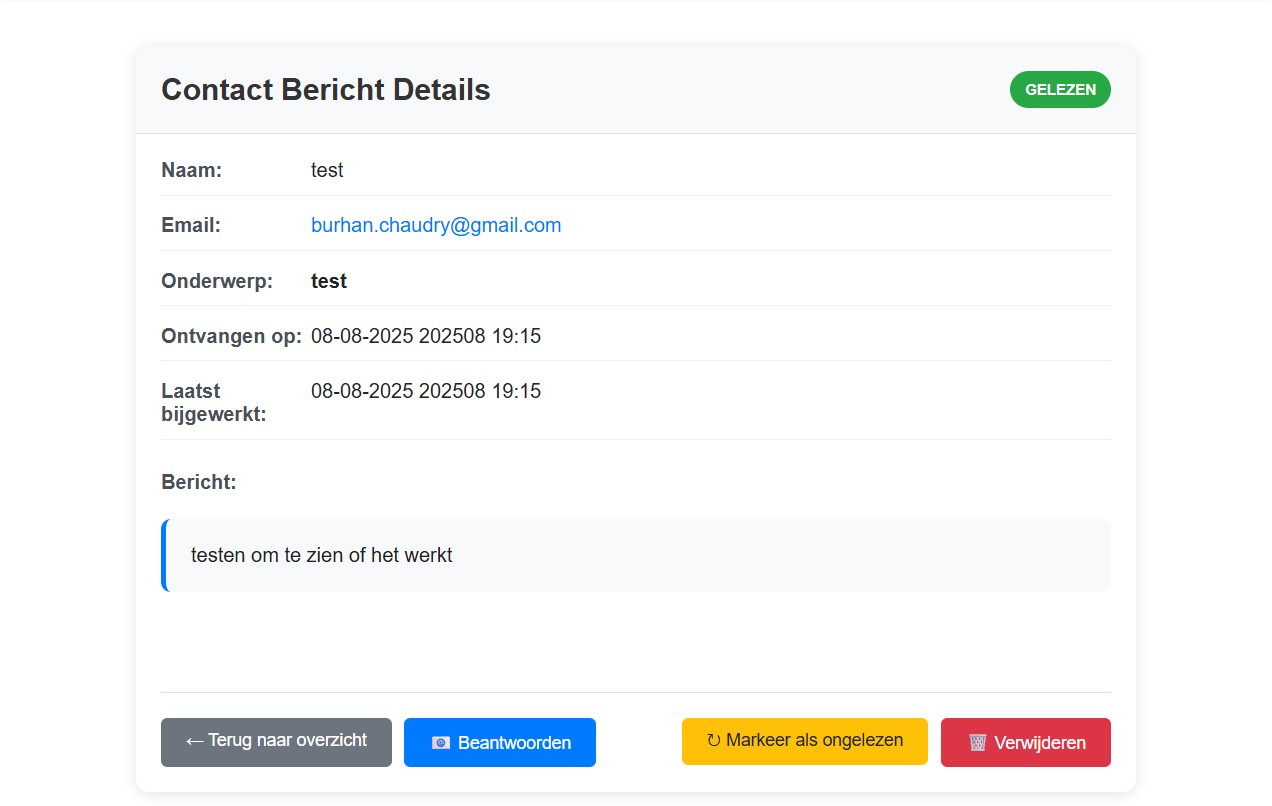 Contact Bericht Details
GELEZEN
Naam: test
Email: burhan.chaudry@gmail.com
Onderwerp: test
Ontvangen op: 08-08-2025 202508 19:15
Laatst bijgewerkt: 08-08-2025 202508 19:15
Bericht:
testen om te zien of het werkt
← Terug naar overzicht
Beantwoorden
↻ Markeer als ongelezen
Verwijderen